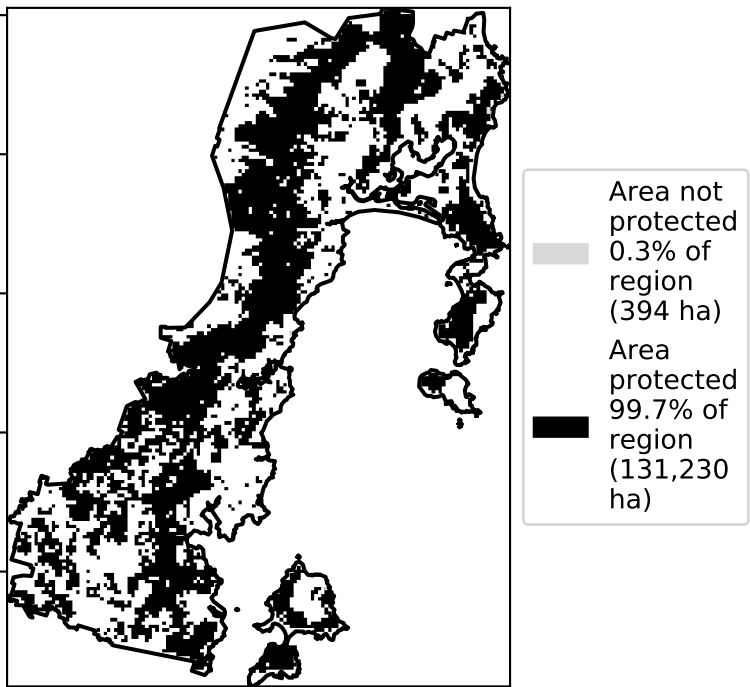 Area not
protected
0.3% of
region
(394 ha)
Area
protected
99.7% of
region
(131,230
ha)